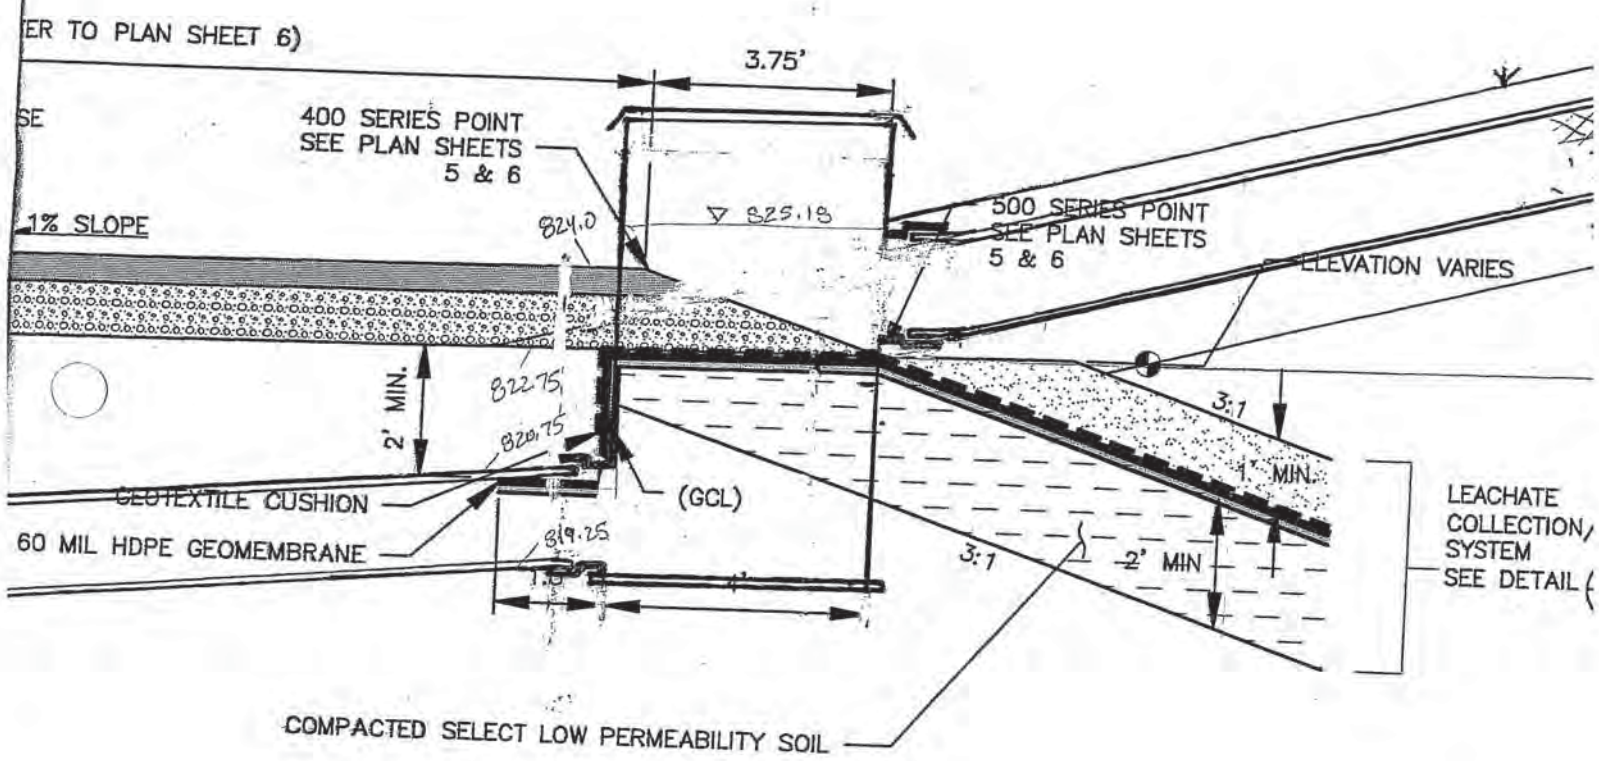 ER TO PLAN SHEET 6)
3.75'
SE
400 SERIES POINT
SEE PLAN SHEETS
5 & 6
1% SLOPE
824.0
825.18
500 SERIES POINT
SEE PLAN SHEETS
5 & 6
ELEVATION VARIES
2' MIN.
822.75
820.75
3:1
1' MIN.
GEOTEXTILE CUSHION
(GCL)
60 MIL HDPE GEOMEMBRANE
819.25
3:1
2' MIN
LEACHATE
COLLECTION/
SYSTEM
SEE DETAIL (
COMPACTED SELECT LOW PERMEABILITY SOIL